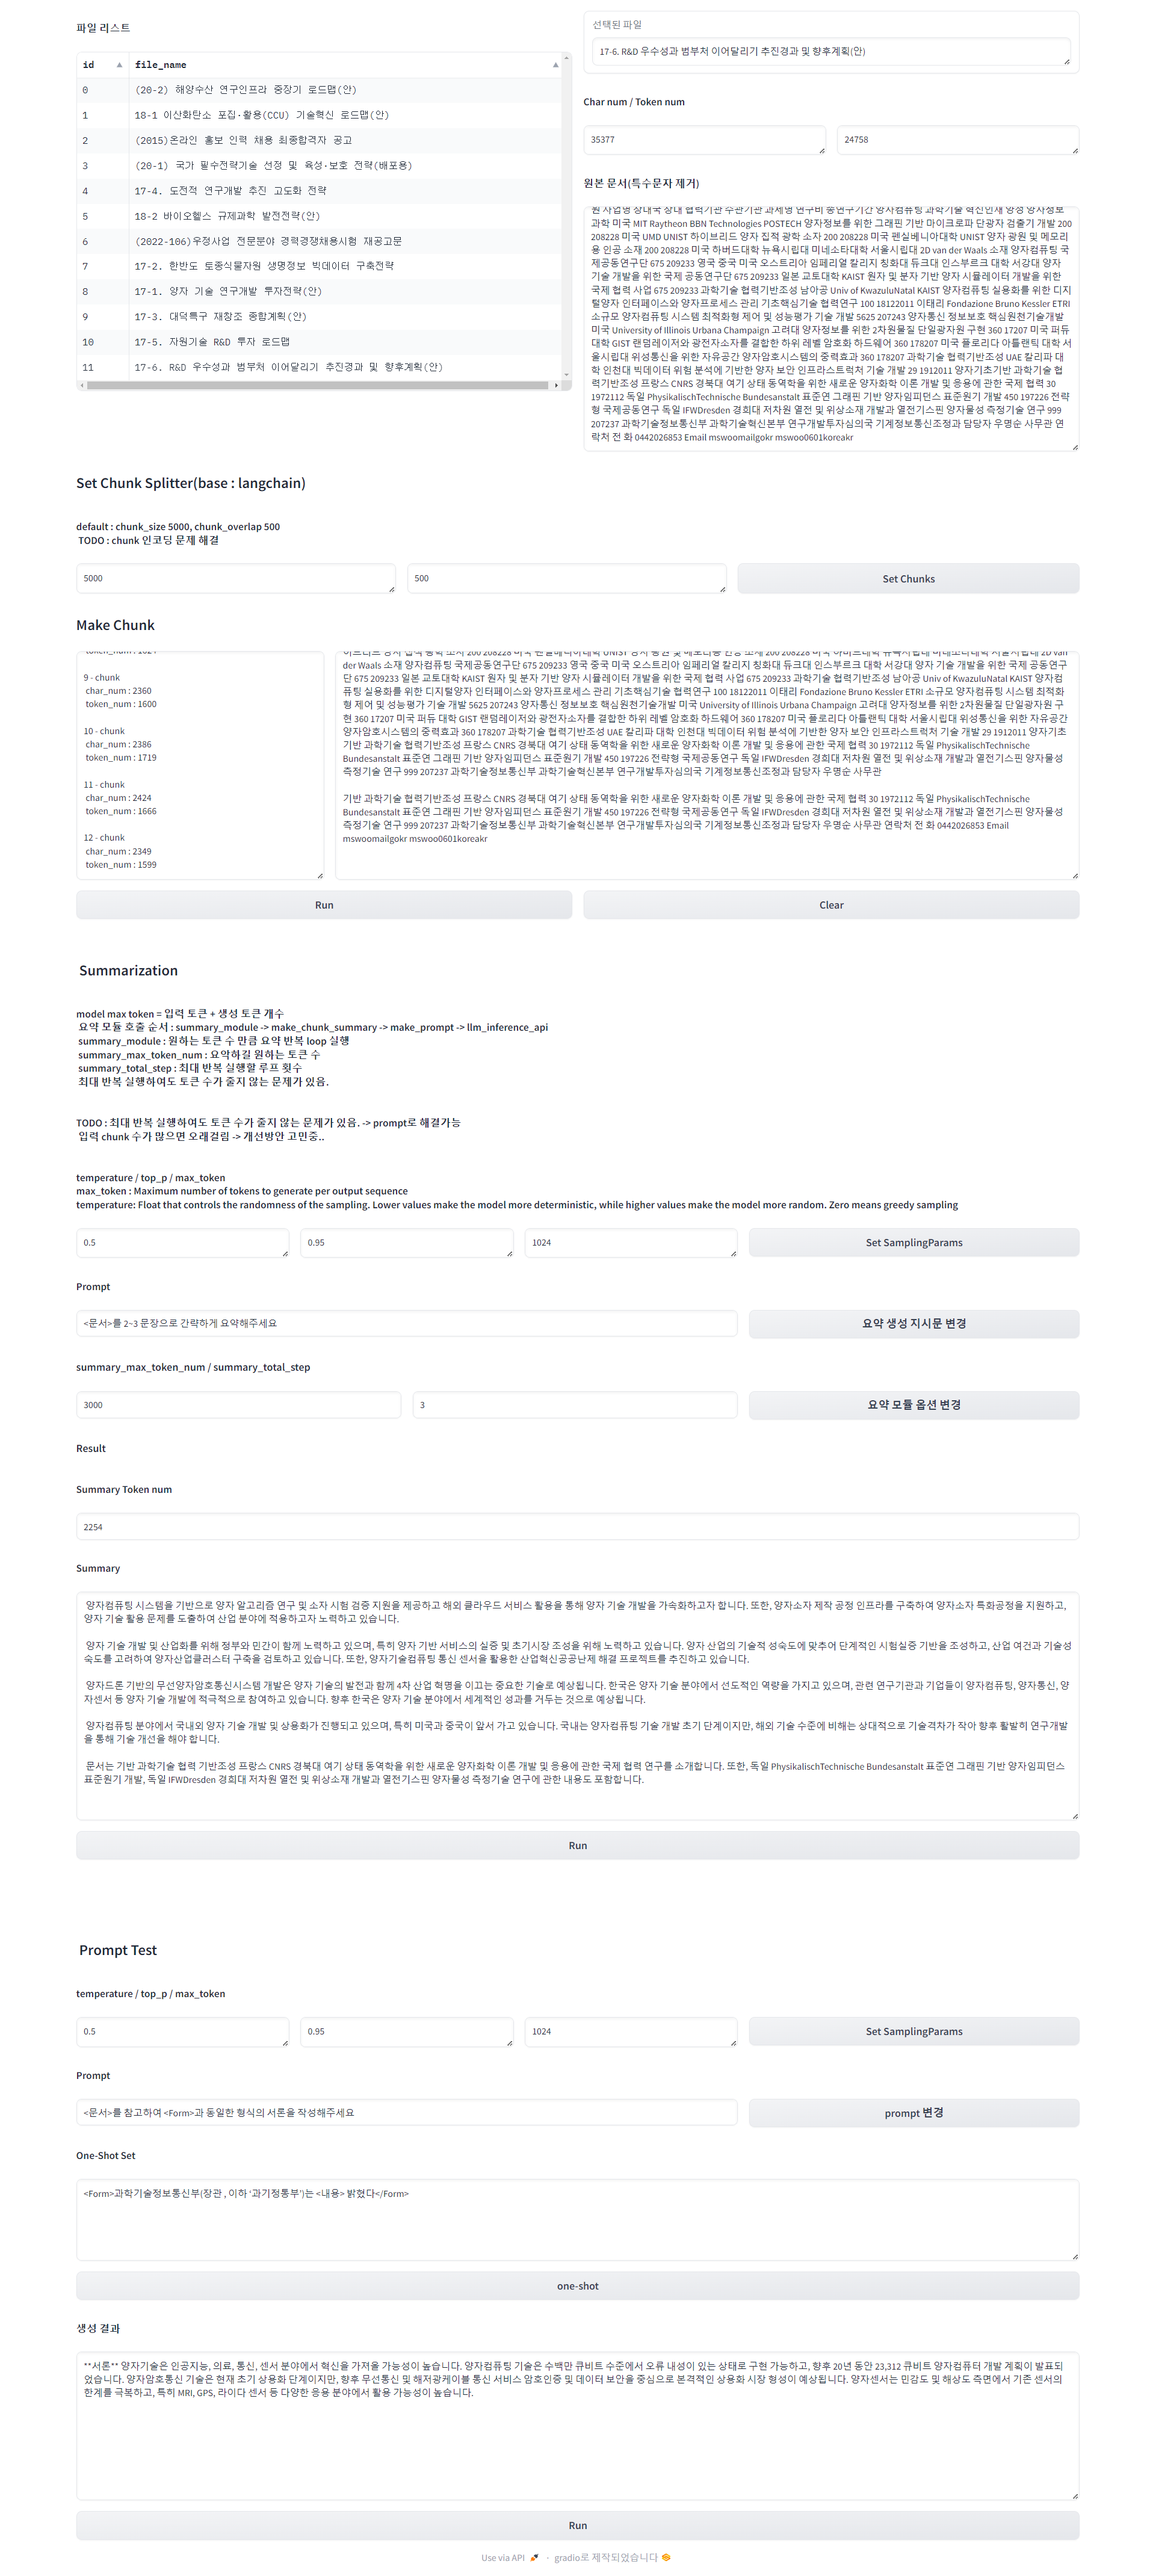 파일 리스트
id
file_name
0
(20-2) 해양수산 연구인프라 중장기 로드맵(안)
1
18-1 이산화탄소 포집·활용(CCU) 기술혁신 로드맵(안)
2
(2015)온라인 홍보 인력 채용 최종합격자 공고
3
(20-1) 국가 필수전략기술 선정 및 육성·보호 전략(배포용)
4
17-4. 도전적 연구개발 추진 고도화 전략
5
18-2 바이오헬스 규제과학 발전전략(안)
6
(2022-106)우정사업 전문분야 경력경쟁채용시험 재공고문
7
17-2. 한반도 토종식물자원 생명정보 빅데이터 구축전략
8
17-1. 양자 기술 연구개발 투자전략(안)
9
17-3. 대덕특구 재창조 종합계획(안)
10
17-5. 자원기술 R&D 투자 로드맵
11
17-6. R&D 우수성과 범부처 이어달리기 추진경과 및 향후계획(안)
선택된 파일
17-6. R&D 우수성과 범부처 이어달리기 추진경과 및 향후계획(안)
Char num / Token num
35377
24758
원본 문서(특수문자 제거)
원 사업명 상대국 상대 협력기관 수관기관 과제명 연구비 총연구기간 양자컴퓨팅 과학기술 혁신인재 양성 양자정보
과학 미국 MIT Raytheon BBN Technologies POSTECH 양자정보를 위한 그래핀 기반 마이크로파 단광자 검출기 개발 200
208228 미국 UMD UNIST 하이브리드 양자 집적 광학 소자 200 208228 미국 펜실베니아대학 UNIST 양자 광원 및 메모리
용 인공 소재 200 208228 미국 하버드대학 뉴욕시립대 미네소타대학 서울시립대 2D van der Waals 소재 양자컴퓨팅 국
제공동연구단 675 209233 영국 중국 미국 오스트리아 임페리얼 칼리지 칭화대 듀크대 인스부르크 대학 서강대 양자
기술 개발을 위한 국제 공동연구단 675 209233 일본 교토대학 KAIST 원자 및 분자 기반 양자 시뮬레이터 개발을 위한
국제 협력 사업 675 209233 과학기술 협력기반조성 남아공 Univ of KwazuluNatal KAIST 양자컴퓨팅 실용화를 위한 디지
털양자 인터페이스와 양자프로세스 관리 기초핵심기술 협력연구 100 18122011 이태리 Fondazione Bruno Kessler ETRI
소규모 양자컴퓨팅 시스템 최적화형 제어 및 성능평가 기술 개발 5625 207243 양자통신 정보보호 핵심원천기술개발
미국 University of Illinois Urbana Champaign 고려대 양자정보를 위한 2차원물질 단일광자원 구현 360 17207 미국 퍼듀
대학 GIST 랜덤레이저와 광전자소자를 결합한 하위 레벨 암호화 하드웨어 360 178207 미국 플로리다 아틀랜틱 대학 서
울시립대 위성통신을 위한 자유공간 양자암호시스템의 중력효과 360 178207 과학기술 협력기반조성 UAE 칼리파 대
학 인천대 빅데이터 위험 분석에 기반한 양자 보안 인프라스트럭처 기술 개발 29 1912011 양자기초기반 과학기술 협
력기반조성 프랑스 CNRS 경북대 여기 상태 동역학을 위한 새로운 양자화학 이론 개발 및 응용에 관한 국제 협력 30
1972112 독일 PhysikalischTechnische Bundesanstalt 표준연 그래핀 기반 양자임피던스 표준원기 개발 450 197226 전략
형 국제공동연구 독일 IFWDresden 경희대 저차원 열전 및 위상소재 개발과 열전기스핀 양자물성 측정기술 연구 999
207237 과학기술정보통신부 과학기술혁신본부 연구개발투자심의국 기계정보통신조정과 담당자 우명순 사무관 연
락처 전 화 0442026853 Email mswoomailgokr mswoo0601koreakr
Set Chunk Splitter(base : langchain)
default : chunk_size 5000, chunk_overlap 500
TODO : chunk 인코딩 문제 해결
5000
500
Set Chunks
Make Chunk
token_num : 1624
9 - chunk
char_num : 2360
token_num : 1600
10 - chunk
char_num : 2386
token_num : 1719
11 - chunk
char_num : 2424
token_num : 1666
12 - chunk
char_num : 2349
token_num : 1599
der Waals 소재 양자컴퓨팅 국제공동연구단 675 209233 영국 중국 미국 오스트리아 임페리얼 칼리지 칭화대 듀크대 인스부르크 대학 서강대 양자 기술 개발을 위한 국제 공동연구
단 675 209233 일본 교토대학 KAIST 원자 및 분자 기반 양자 시뮬레이터 개발을 위한 국제 협력 사업 675 209233 과학기술 협력기반조성 남아공 Univ of KwazuluNatal KAIST 양자컴
퓨팅 실용화를 위한 디지털양자 인터페이스와 양자프로세스 관리 기초핵심기술 협력연구 100 18122011 이태리 Fondazione Bruno Kessler ETRI 소규모 양자컴퓨팅 시스템 최적화
형 제어 및 성능평가 기술 개발 5625 207243 양자통신 정보보호 핵심원천기술개발 미국 University of Illinois Urbana Champaign 고려대 양자정보를 위한 2차원물질 단일광자원 구
현 360 17207 미국 퍼듀 대학 GIST 랜덤레이저와 광전자소자를 결합한 하위 레벨 암호화 하드웨어 360 178207 미국 플로리다 아틀랜틱 대학 서울시립대 위성통신을 위한 자유공간
양자암호시스템의 중력효과 360 178207 과학기술 협력기반조성 UAE 칼리파 대학 인천대 빅데이터 위험 분석에 기반한 양자 보안 인프라스트럭처 기술 개발 29 1912011 양자기초
기반 과학기술 협력기반조성 프랑스 CNRS 경북대 여기 상태 동역학을 위한 새로운 양자화학 이론 개발 및 응용에 관한 국제 협력 30 1972112 독일 PhysikalischTechnische
Bundesanstalt 표준연 그래핀 기반 양자임피던스 표준원기 개발 450 197226 전략형 국제공동연구 독일 IFWDresden 경희대 저차원 열전 및 위상소재 개발과 열전기스핀 양자물성
측정기술 연구 999 207237 과학기술정보통신부 과학기술혁신본부 연구개발투자심의국 기계정보통신조정과 담당자 우명순 사무관
기반 과학기술 협력기반조성 프랑스 CNRS 경북대 여기 상태 동역학을 위한 새로운 양자화학 이론 개발 및 응용에 관한 국제 협력 30 1972112 독일 PhysikalischTechnische
Bundesanstalt 표준연 그래핀 기반 양자임피던스 표준원기 개발 450 197226 전략형 국제공동연구 독일 IFWDresden 경희대 저차원 열전 및 위상소재 개발과 열전기스핀 양자물성
측정기술 연구 999 207237 과학기술정보통신부 과학기술혁신본부 연구개발투자심의국 기계정보통신조정과 담당자 우명순 사무관 연락처 전 화 0442026853 Email
mswoomailgokr mswoo0601koreakr
Run
Clear
Summarization
model max token = 입력 토큰 + 생성 토큰 개수
요약 모듈 호출 순서 : summary_module -> make_chunk_summary -> make_prompt -> llm_inference_api
summary_module : 원하는 토큰 수 만큼 요약 반복 loop 실행
summary_max_token_num : 요약하길 원하는 토큰 수
summary_total_step : 최대 반복 실행할 루프 횟수
최대 반복 실행하여도 토큰 수가 줄지 않는 문제가 있음.
TODO : 최대 반복 실행하여도 토큰 수가 줄지 않는 문제가 있음. -> prompt로 해결가능
입력 chunk 수가 많으면 오래걸림 -> 개선방안 고민중..
temperature / top_p / max_token
max_token : Maximum number of tokens to generate per output sequence
temperature: Float that controls the randomness of the sampling. Lower values make the model more deterministic, while higher values make the model more random. Zero means greedy sampling
0.5
0.95
1024
Set SamplingParams
Prompt
<문서>를 2~3 문장으로 간략하게 요약해주세요
요약 생성 지시문 변경
summary_max_token_num / summary_total_step
3000
3
요약 모듈 옵션 변경
Result
Summary Token num
2254
Summary
양자컴퓨팅 시스템을 기반으로 양자 알고리즘 연구 및 소자 시험 검증 지원을 제공하고 해외 클라우드 서비스 활용을 통해 양자 기술 개발을 가속화하고자 합니다. 또한, 양자소자 제작 공정 인프라를 구축하여 양자소자 특화공정을 지원하고,
양자 기술 활용 문제를 도출하여 산업 분야에 적용하고자 노력하고 있습니다.
양자 기술 개발 및 산업화를 위해 정부와 민간이 함께 노력하고 있으며, 특히 양자 기반 서비스의 실증 및 초기시장 조성을 위해 노력하고 있습니다. 양자 산업의 기술적 성숙도에 맞추어 단계적인 시험실증 기반을 조성하고, 산업 여건과 기술성
숙도를 고려하여 양자산업클러스터 구축을 검토하고 있습니다. 또한, 양자기술컴퓨팅 통신 센서을 활용한 산업혁신공공난제 해결 프로젝트를 추진하고 있습니다.
양자드론 기반의 무선양자암호통신시스템 개발은 양자 기술의 발전과 함께 4차 산업 혁명을 이끄는 중요한 기술로 예상됩니다. 한국은 양자 기술 분야에서 선도적인 역량을 가지고 있으며, 관련 연구기관과 기업들이 양자컴퓨팅, 양자통신, 양
자센서 등 양자 기술 개발에 적극적으로 참여하고 있습니다. 향후 한국은 양자 기술 분야에서 세계적인 성과를 거두는 것으로 예상됩니다.
양자컴퓨팅 분야에서 국내외 양자 기술 개발 및 상용화가 진행되고 있으며, 특히 미국과 중국이 앞서 가고 있습니다. 국내는 양자컴퓨팅 기술 개발 초기 단계이지만, 해외 기술 수준에 비해는 상대적으로 기술격차가 작아 향후 활발히 연구개발
을 통해 기술 개선을 해야 합니다.
문서는 기반 과학기술 협력 기반조성 프랑스 CNRS 경북대 여기 상태 동역학을 위한 새로운 양자화학 이론 개발 및 응용에 관한 국제 협력 연구를 소개합니다. 또한, 독일 PhysikalischTechnische Bundesanstalt 표준연 그래핀 기반 양자임피던스
표준원기 개발, 독일 IFWDresden 경희대 저차원 열전 및 위상소재 개발과 열전기스핀 양자물성 측정기술 연구에 관한 내용도 포함합니다.
Run
Prompt Test
temperature / top_p / max_token
0.5
0.95
1024
Set SamplingParams
Prompt
<문서>를 참고하여 <Form>과 동일한 형식의 서론을 작성해주세요
prompt 변경
One-Shot Set
<Form>과학기술정보통신부(장관 , 이하 '과기정통부')는 <내용> 밝혔다</Form>
one-shot
생성 결과
**서론** 양자기술은 인공지능, 의료, 통신, 센서 분야에서 혁신을 가져올 가능성이 높습니다. 양자컴퓨팅 기술은 수백만 큐비트 수준에서 오류 내성이 있는 상태로 구현 가능하고, 향후 20년 동안 23,312 큐비트 양자컴퓨터 개발 계획이 발표되
었습니다. 양자암호통신 기술은 현재 초기 상용화 단계이지만, 향후 무선통신 및 해저광케이블 통신 서비스 암호인증 및 데이터 보안을 중심으로 본격적인 상용화 시장 형성이 예상됩니다. 양자센서는 민감도 및 해상도 측면에서 기존 센서의
한계를 극복하고, 특히 MRI, GPS, 라이다 센서 등 다양한 응용 분야에서 활용 가능성이 높습니다.
Run
Use via API · gradio로 제작되었습니다